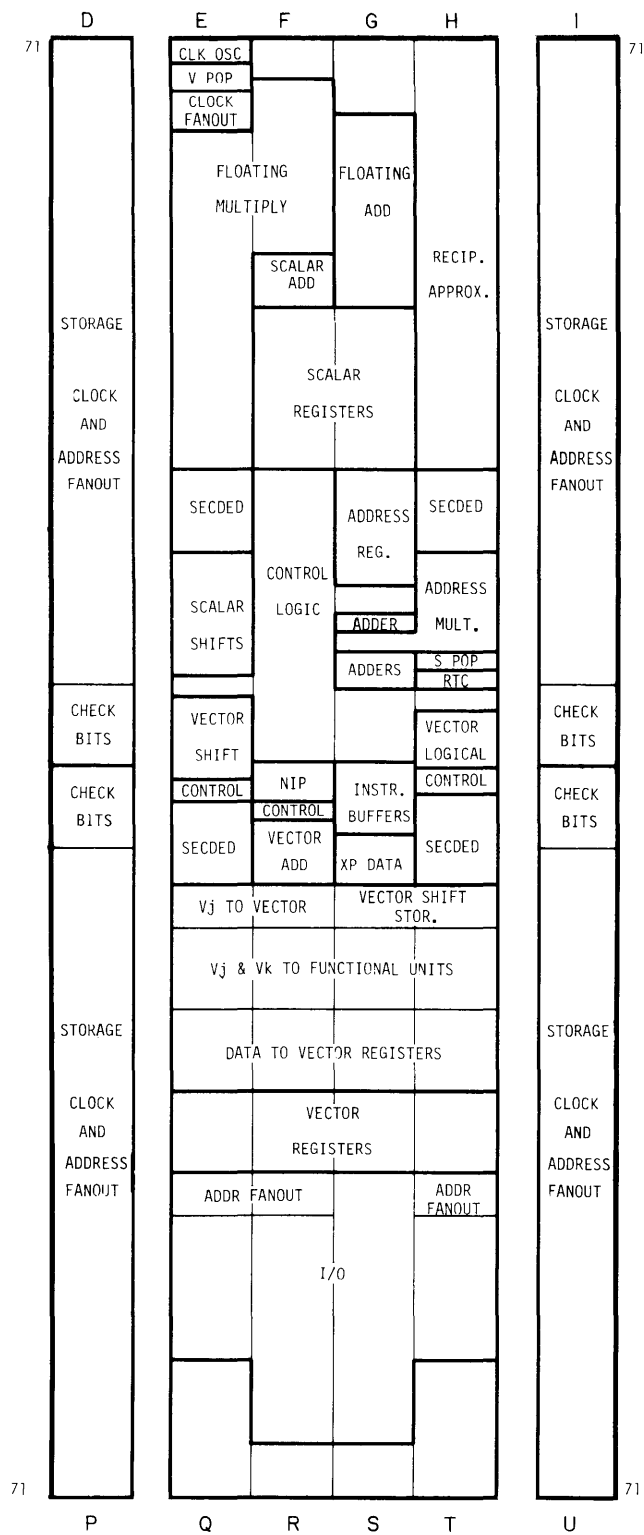 D E F G H I
71 71
CLK OSC
V POP
CLOCK
FANOUT
FLOATING
MULTIPLY
FLOATING
ADD
SCALAR
ADD
RECIP.
APPROX.
STORAGE
CLOCK
AND
ADDRESS
FANOUT
STORAGE
CLOCK
AND
ADDRESS
FANOUT
SCALAR
REGISTERS
SECDED
CONTROL
LOGIC
ADDRESS
REG.
SECDED
SCALAR
SHIFTS
ADDER
ADDRESS
MULT.
ADDERS
S POP
RTC
CHECK
BITS
VECTOR
SHIFT
VECTOR
LOGICAL
CHECK
BITS
CHECK
BITS
CONTROL
NIP
CONTROL
INSTR.
BUFFERS
CONTROL
CHECK
BITS
SECDED
VECTOR
ADD
XP DATA
SECDED
Vj TO VECTOR
VECTOR SHIFT
STOR.
Vj & Vk TO FUNCTIONAL UNITS
STORAGE
CLOCK
AND
ADDRESS
FANOUT
DATA TO VECTOR REGISTERS
STORAGE
CLOCK
AND
ADDRESS
FANOUT
VECTOR
REGISTERS
ADDR FANOUT
ADDR
FANOUT
I/O
71 71
P Q R S T U